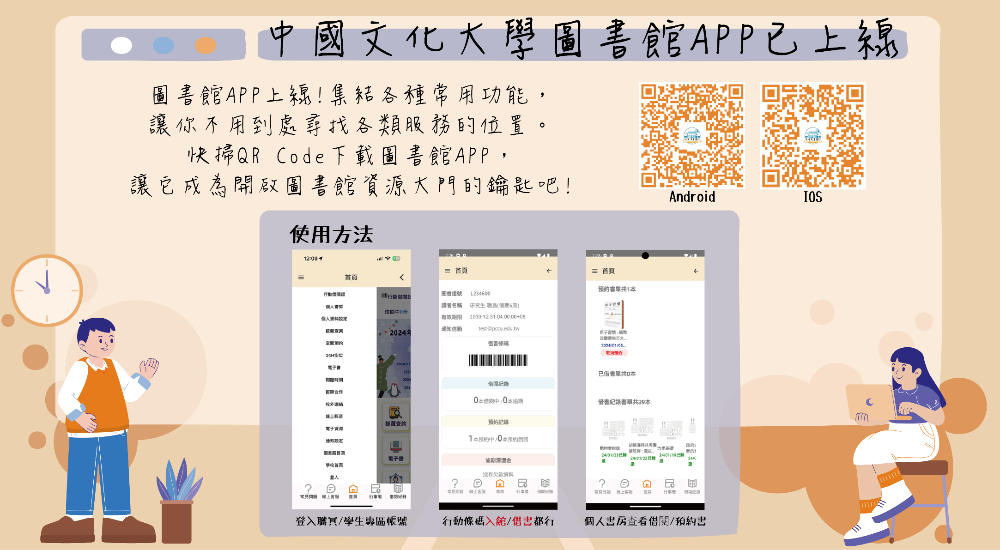 中國文化大學圖書館APP已上線
圖書館APP上線!集結各種常用功能，
讓你不用到處尋找各類服務的位置。
快掃QR Code下載圖書館APP，
讓它成為開啟圖書館資源大門的鑰匙吧!
Android
IOS
使用方法
12:09
首頁
行動借閱證
個人書房
個人資料設定
館藏查詢
空間預約
24H空位
電子書
開館時間
館際合作
校外連結
線上影音
電子資源
通知設定
圖書館首頁
學校首頁
登入
行動借閱證
借閱中0冊
2024年
館藏查詢
電子書
常見問題
線上客服
首頁
行事曆
借閱紀錄
登入職員/學生專區帳號
2:26
首頁
圖書證號 1234600
讀者名稱 研究生.職員(借期6周)
有效期限 2030-12-31 04:00:00+08
通知信箱 test@pccu.edu.tw
借書條碼
借閱紀錄
0本借閱中 /0本逾期
預約記錄
1本預約中 /0本預約到館
逾期滯還金
沒有欠款資料
常見問題
線上客服
首頁
行事曆
借閱紀錄
行動條碼入館/借書都行
2:28
首頁
預約書單共1本
原子習慣
原子習慣 : 細微
改變帶來巨大...
2024/01/05...
取消預約
已借書單共0本
借書紀錄書單共39本
動物會說話
24/01/23已歸
還
胡錦濤與共青團
接班群 : 選拔...
24/01/22已歸
還
力學基礎
24/01/19已歸
還
面向
新的
24/0
還
常見問題
線上客服
首頁
行事曆
借閱紀錄
個人書房查看借閱/預約書